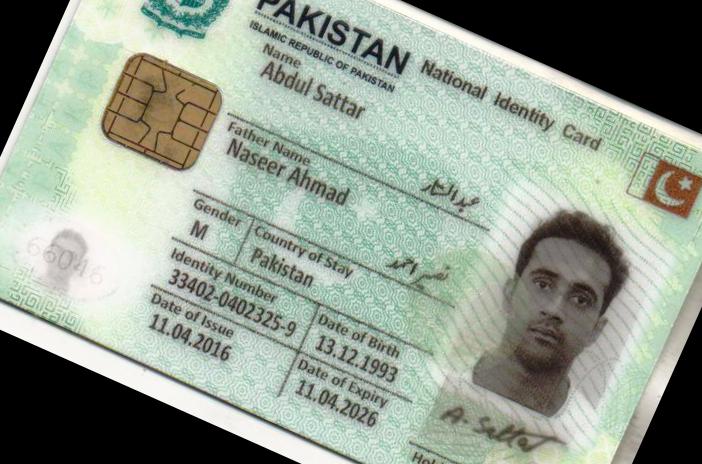 PAKISTAN National Identity Card
ISLAMIC REPUBLIC OF PAKISTAN
Name
Abdul Sattar
عبدالستار
Father Name
Naseer Ahmad
نصیر احمد
Gender
M
Country of Stay
Pakistan
Identity Number
33402-0402325-9
Date of Birth
13.12.1993
Date of Issue
11.04.2016
Date of Expiry
11.04.2026
66046
A-Sattar